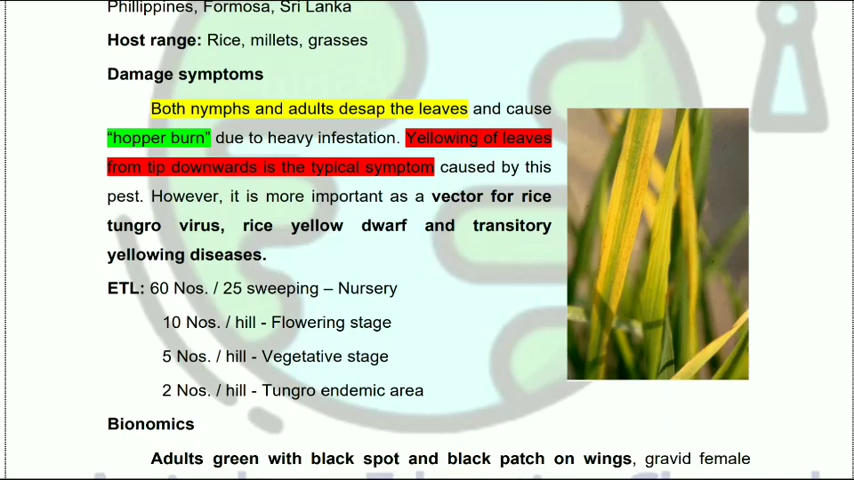 Phillippines, Formosa, Sri Lanka
Host range: Rice, millets, grasses
Damage symptoms
Both nymphs and adults desap the leaves and cause
“hopper burn” due to heavy infestation. Yellowing of leaves
from tip downwards is the typical symptom caused by this
pest. However, it is more important as a vector for rice
tungro virus, rice yellow dwarf and transitory
yellowing diseases.
ETL: 60 Nos. / 25 sweeping – Nursery
10 Nos. / hill - Flowering stage
5 Nos. / hill - Vegetative stage
2 Nos. / hill - Tungro endemic area
Bionomics
Adults green with black spot and black patch on wings, gravid female